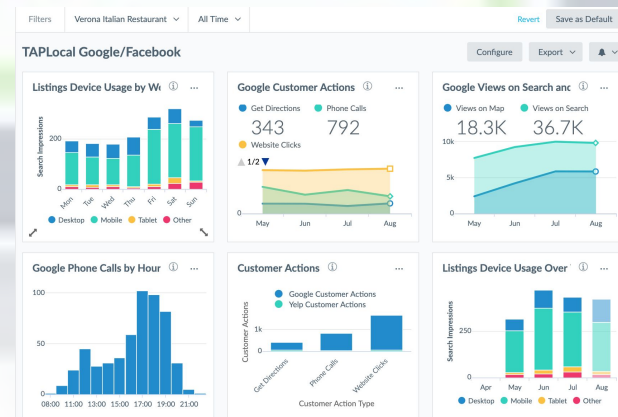 Filters Verona Italian Restaurant All Time Revert Save as Default
TAPLocal Google/Facebook Configure Export
Listings Device Usage by We
Search Impressions
200
0
Mon Tue Wed Thu Fri Sat Sun
Desktop Mobile Tablet Other
Google Customer Actions
Get Directions Phone Calls
343 792
Website Clicks
1/2
0
May Jun Jul Aug
Google Views on Search and
Views on Map Views on Search
18.3K 36.7K
10k
5k
0
May Jun Jul Aug
Google Phone Calls by Hour
100
50
0
08:00 11:00 13:00 15:00 17:00 19:00 21:00
Customer Actions
Google Customer Actions
Yelp Customer Actions
Customer Actions
1k
0
Get Directions Phone Calls Website Clicks
Customer Action Type
Listings Device Usage Over
Search Impressions
250
0
Apr May Jun Jul Aug
Desktop Mobile Tablet Other